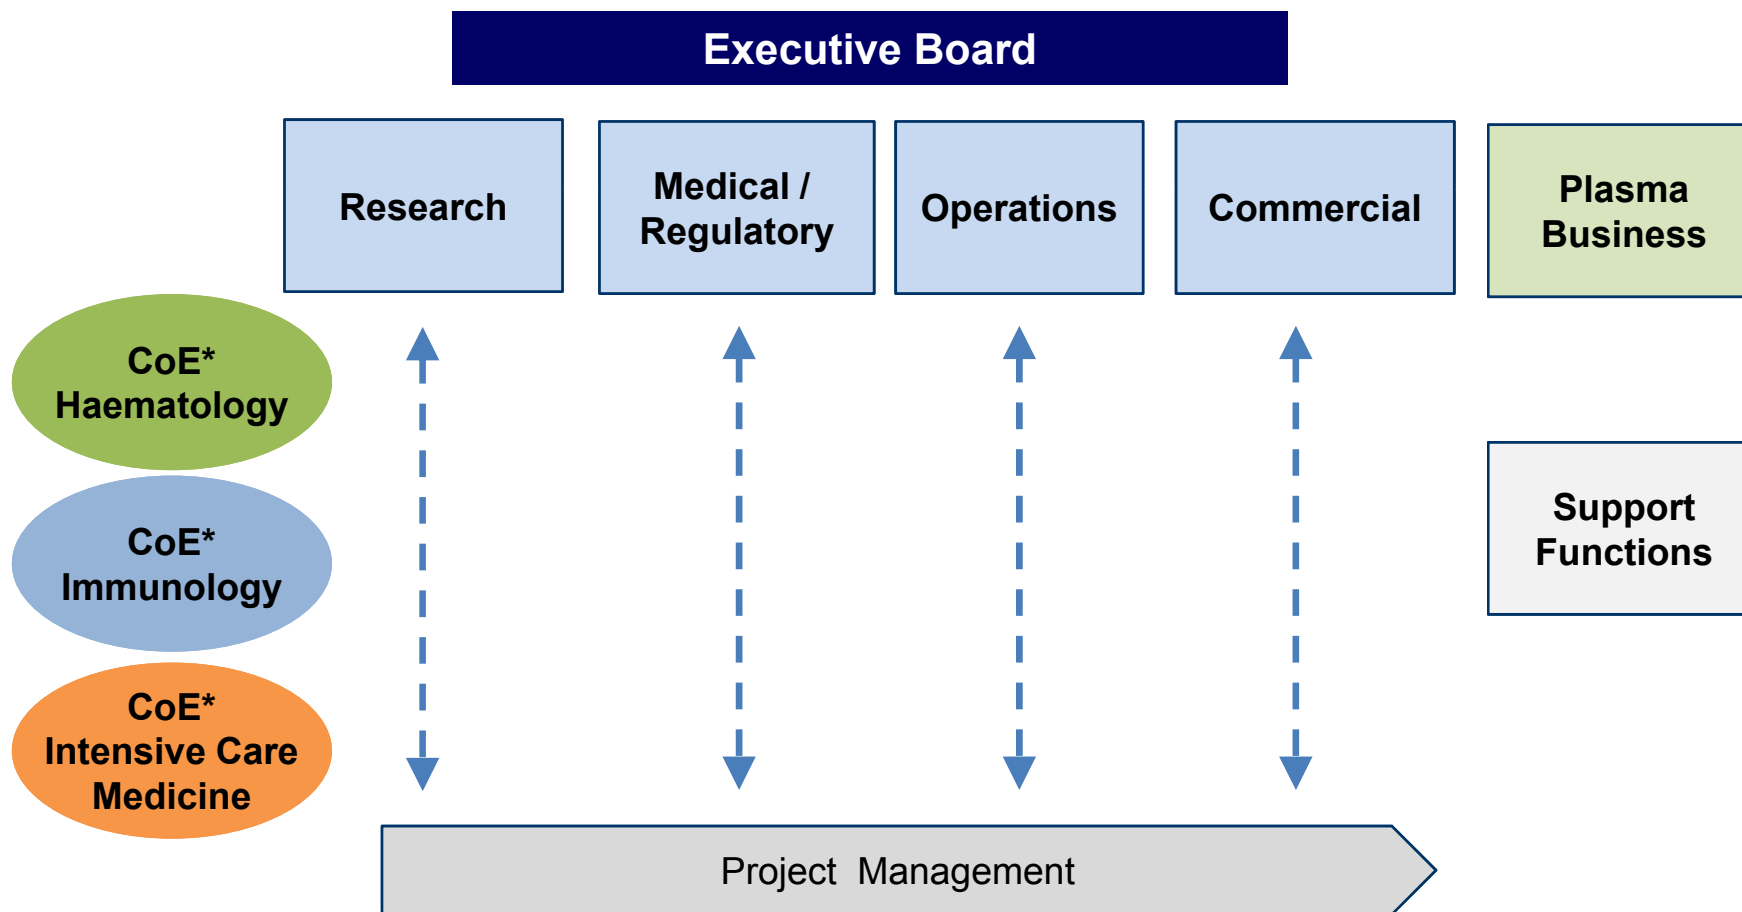 Executive Board
Research
Medical /
Regulatory
Operations
Commercial
Plasma
Business
CoE*
Haematology
CoE*
Immunology
CoE*
Intensive Care
Medicine
Support
Functions
Project Management